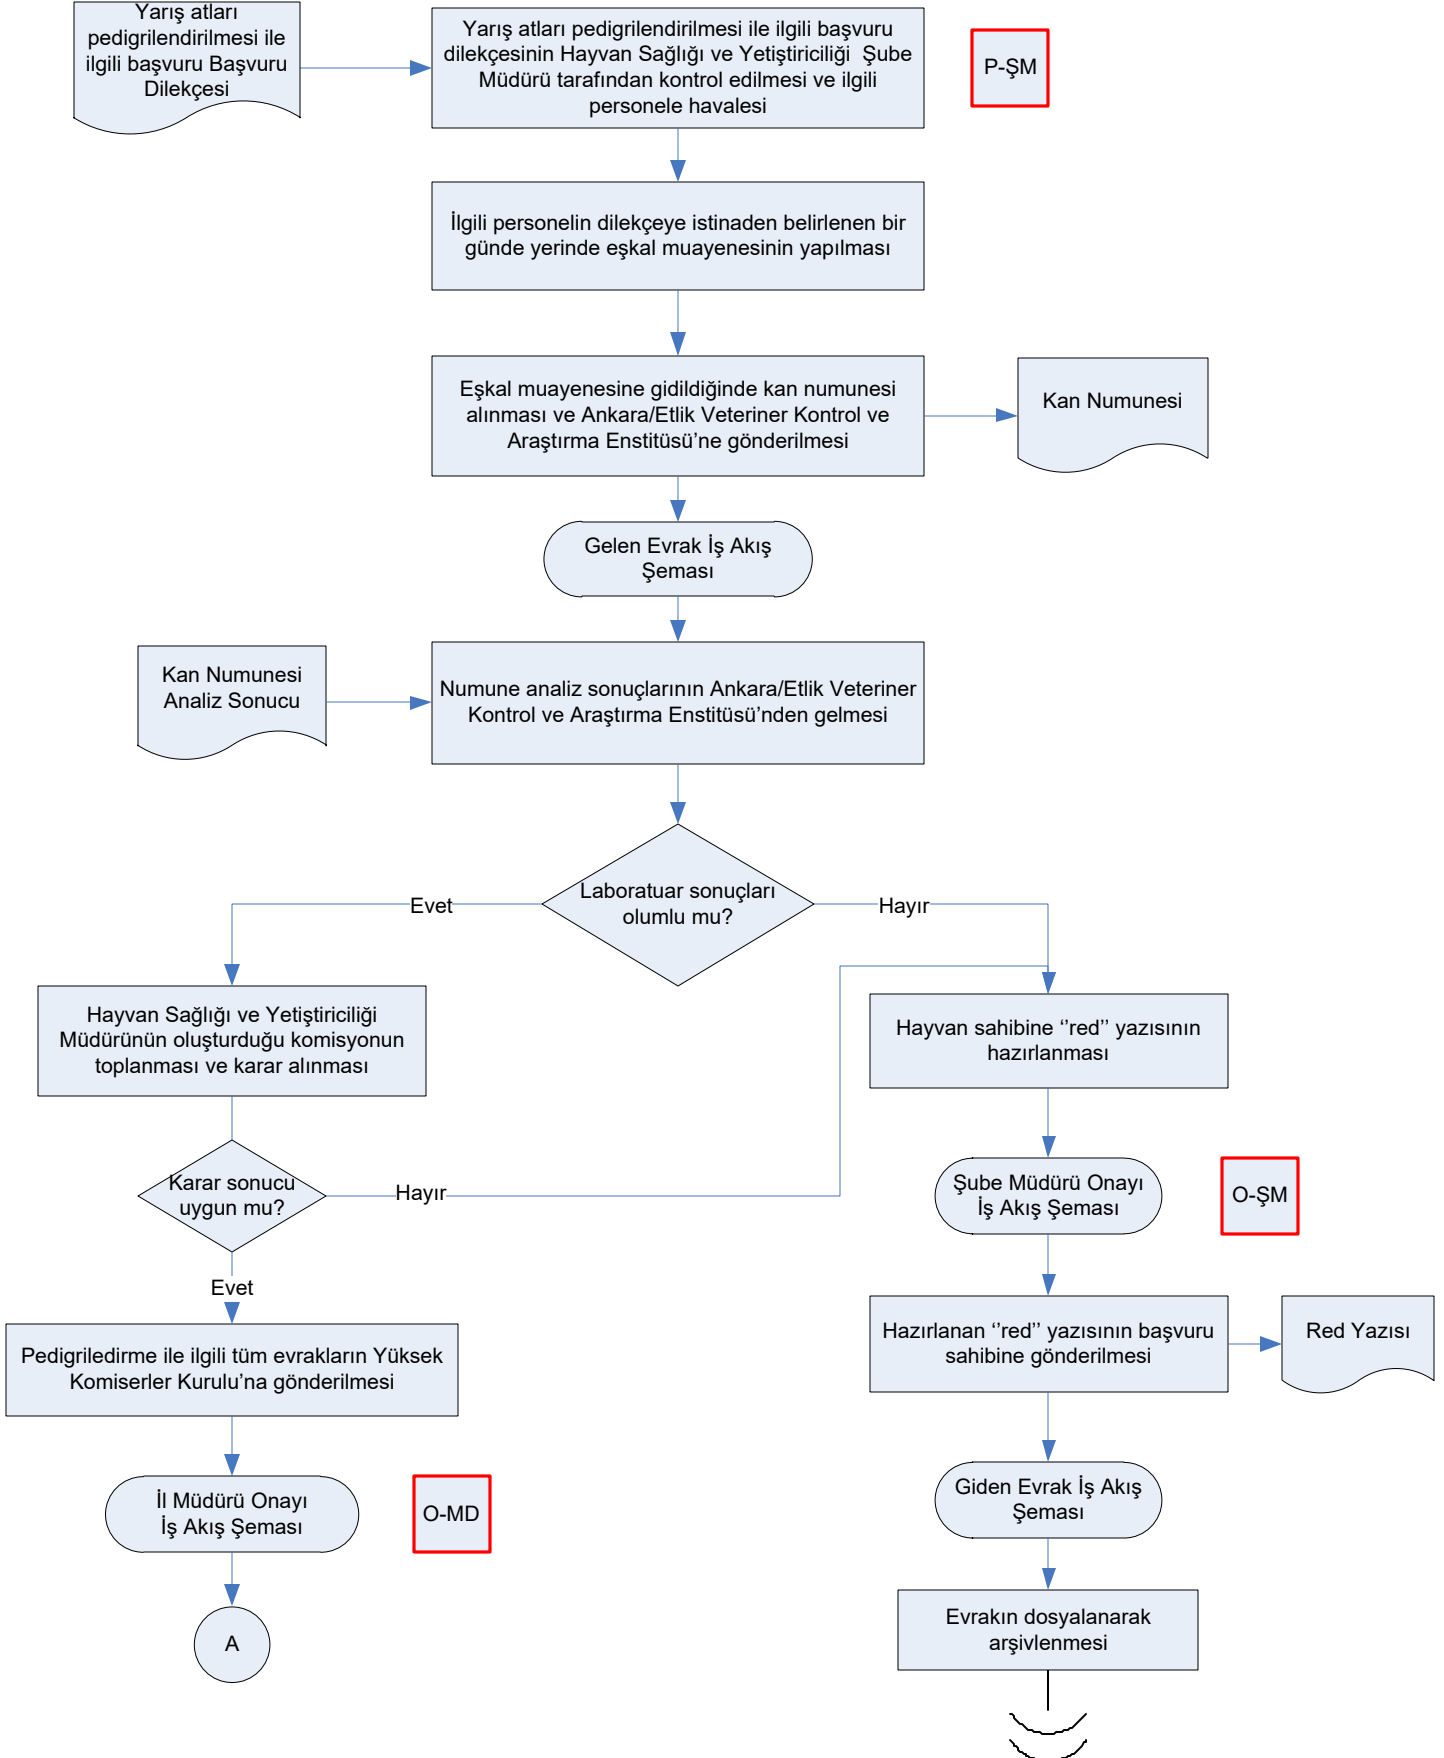 Yarış atları
pedigrilendirilmesi ile
ilgili başvuru Başvuru
Dilekçesi
Yarış atları pedigrilendirilmesi ile ilgili başvuru
dilekçesinin Hayvan Sağlığı ve Yetiştiriciliği  Şube
Müdürü tarafından kontrol edilmesi ve ilgili
personele havalesi
P-ŞM
İlgili personelin dilekçeye istinaden belirlenen bir
günde yerinde eşkal muayenesinin yapılması
Eşkal muayenesine gidildiğinde kan numunesi
alınması ve Ankara/Etlik Veteriner Kontrol ve
Araştırma Enstitüsü’ne gönderilmesi
Kan Numunesi
Gelen Evrak İş Akış
Şeması
Kan Numunesi
Analiz Sonucu
Numune analiz sonuçlarının Ankara/Etlik Veteriner
Kontrol ve Araştırma Enstitüsü’nden gelmesi
Laboratuar sonuçları
olumlu mu?
Evet
Hayır
Hayvan Sağlığı ve Yetiştiriciliği
Müdürünün oluşturduğu komisyonun
toplanması ve karar alınması
Hayvan sahibine ‘’red’’ yazısının
hazırlanması
Karar sonucu
uygun mu?
Hayır
Şube Müdürü Onayı
İş Akış Şeması
O-ŞM
Evet
Pedigriledirme ile ilgili tüm evrakların Yüksek
Komiserler Kurulu’na gönderilmesi
Hazırlanan ‘’red’’ yazısının başvuru
sahibine gönderilmesi
Red Yazısı
İl Müdürü Onayı
İş Akış Şeması
O-MD
Giden Evrak İş Akış
Şeması
A
Evrakın dosyalanarak
arşivlenmesi